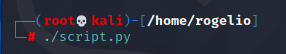 ┌──(root💀kali)-[/home/rogelio]
└─# ./script.py